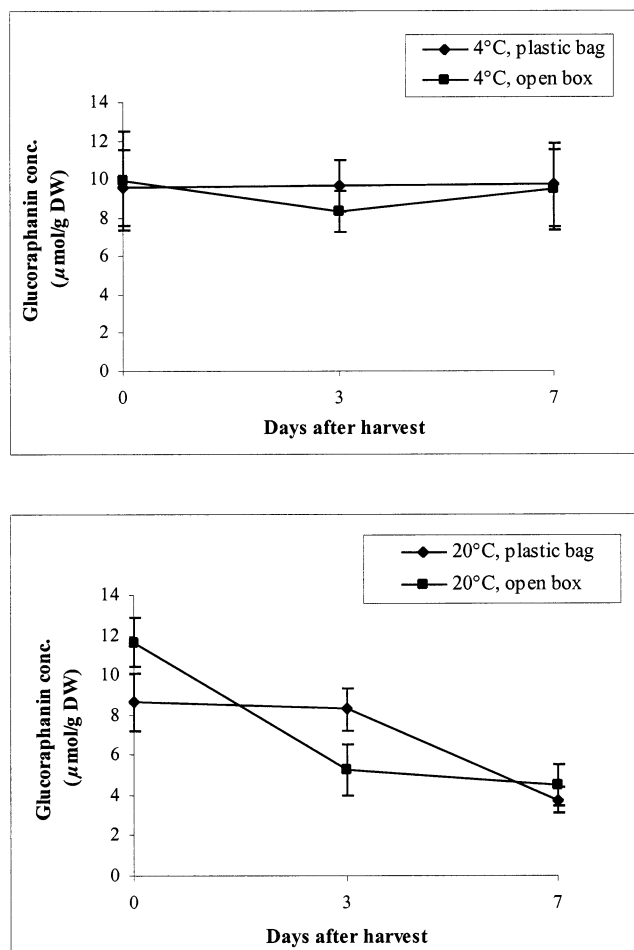 4°C, plastic bag
4°C, open box
14
12
10
8
6
4
2
0
Glucoraphanin conc.
(μmol/g DW)
0 3 7
Days after harvest
20°C, plastic bag
20°C, open box
14
12
10
8
6
4
2
0
Glucoraphanin conc.
(μmol/g DW)
0 3 7
Days after harvest